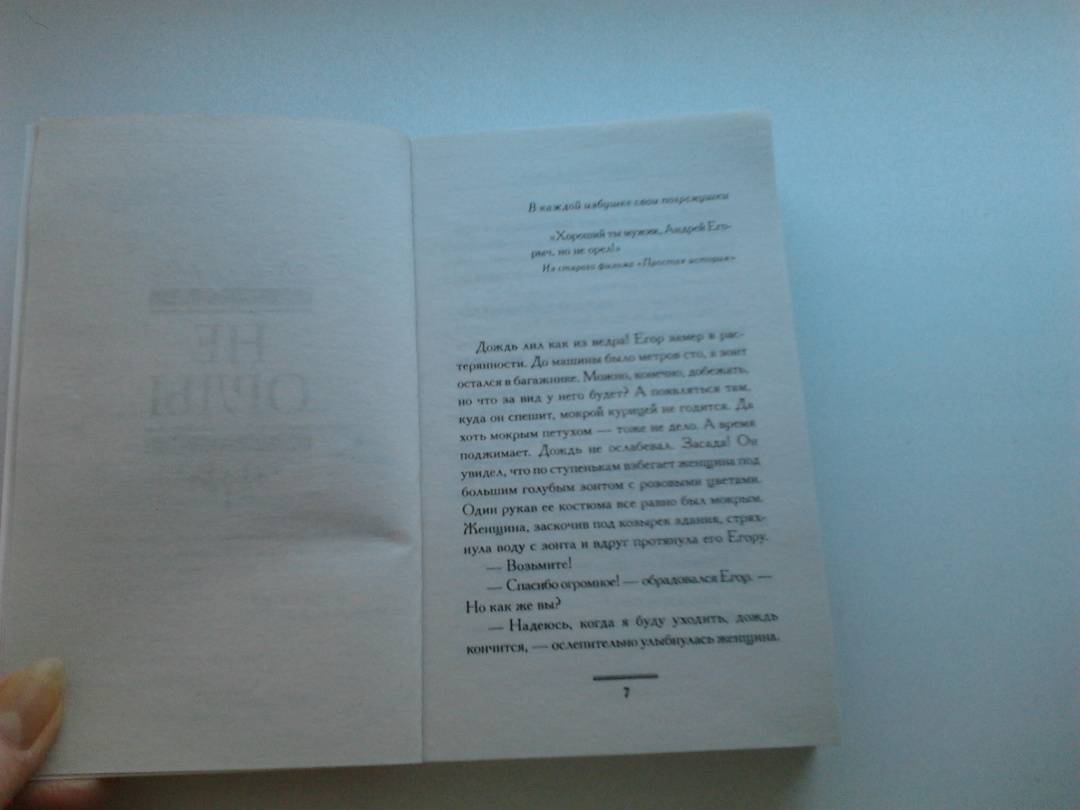 НЕ
ОРЛЫ
В каждой избушке свои погремушки
«Хороший ты мужик, Андрей Его-
рыч, но не орел!»
Из старого фильма «Простая история»
Дождь лил как из ведра! Егор замер в рас-
терянности. До машины было метров сто, а зонт
остался в багажнике. Можно, конечно, добежать,
но что за вид у него будет? А появляться там,
куда он спешит, мокрой курицей не годится. Да
хоть мокрым петухом — тоже не дело. А время
поджимает. Дождь не ослабевал. Засада! Он
увидел, что по ступенькам взбегает женщина под
большим голубым зонтом с розовыми цветами.
Один рукав ее костюма все равно был мокрым.
Женщина, заскочив под козырек здания, стрях-
нула воду с зонта и вдруг протянула его Егору.
— Возьмите!
— Спасибо огромное! — обрадовался Егор. —
Но как же вы?
— Надеюсь, когда я буду уходить, дождь
кончится, — ослепительно улыбнулась женщина.
7